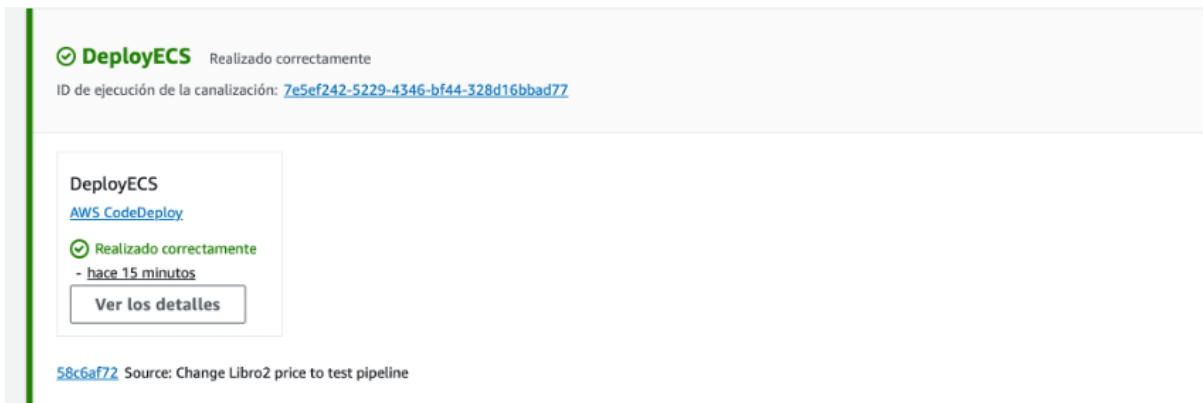 DeployECS Realizado correctamente
ID de ejecución de la canalización: 7e5ef242-5229-4346-bf44-328d16bbad77
DeployECS
AWS CodeDeploy
Realizado correctamente
- hace 15 minutos
Ver los detalles
58c6af72 Source: Change Libro2 price to test pipeline